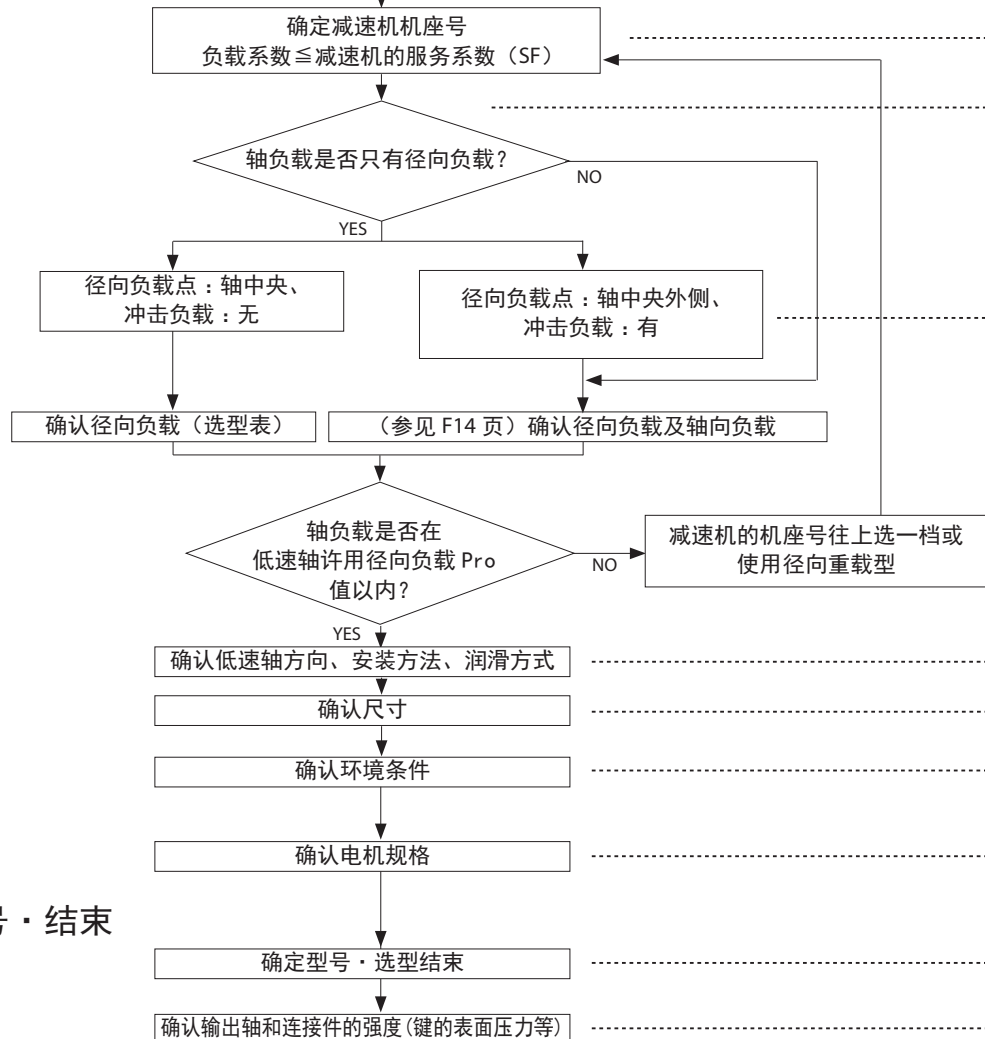 确定减速机机座号
负载系数≦减速机的服务系数（SF）
轴负载是否只有径向负载？
NO
YES
径向负载点：轴中央、
冲击负载：无
径向负载点：轴中央外侧、
冲击负载：有
确认径向负载（选型表）
（参见 F14 页）确认径向负载及轴向负载
轴负载是否在
低速轴许用径向负载 Pro
值以内？
NO
减速机的机座号往上选一档或
使用径向重载型
YES
确认低速轴方向、安装方法、润滑方式
确认尺寸
确认环境条件
确认电机规格
号・结束
确定型号・选型结束
确认输出轴和连接件的强度(键的表面压力等)